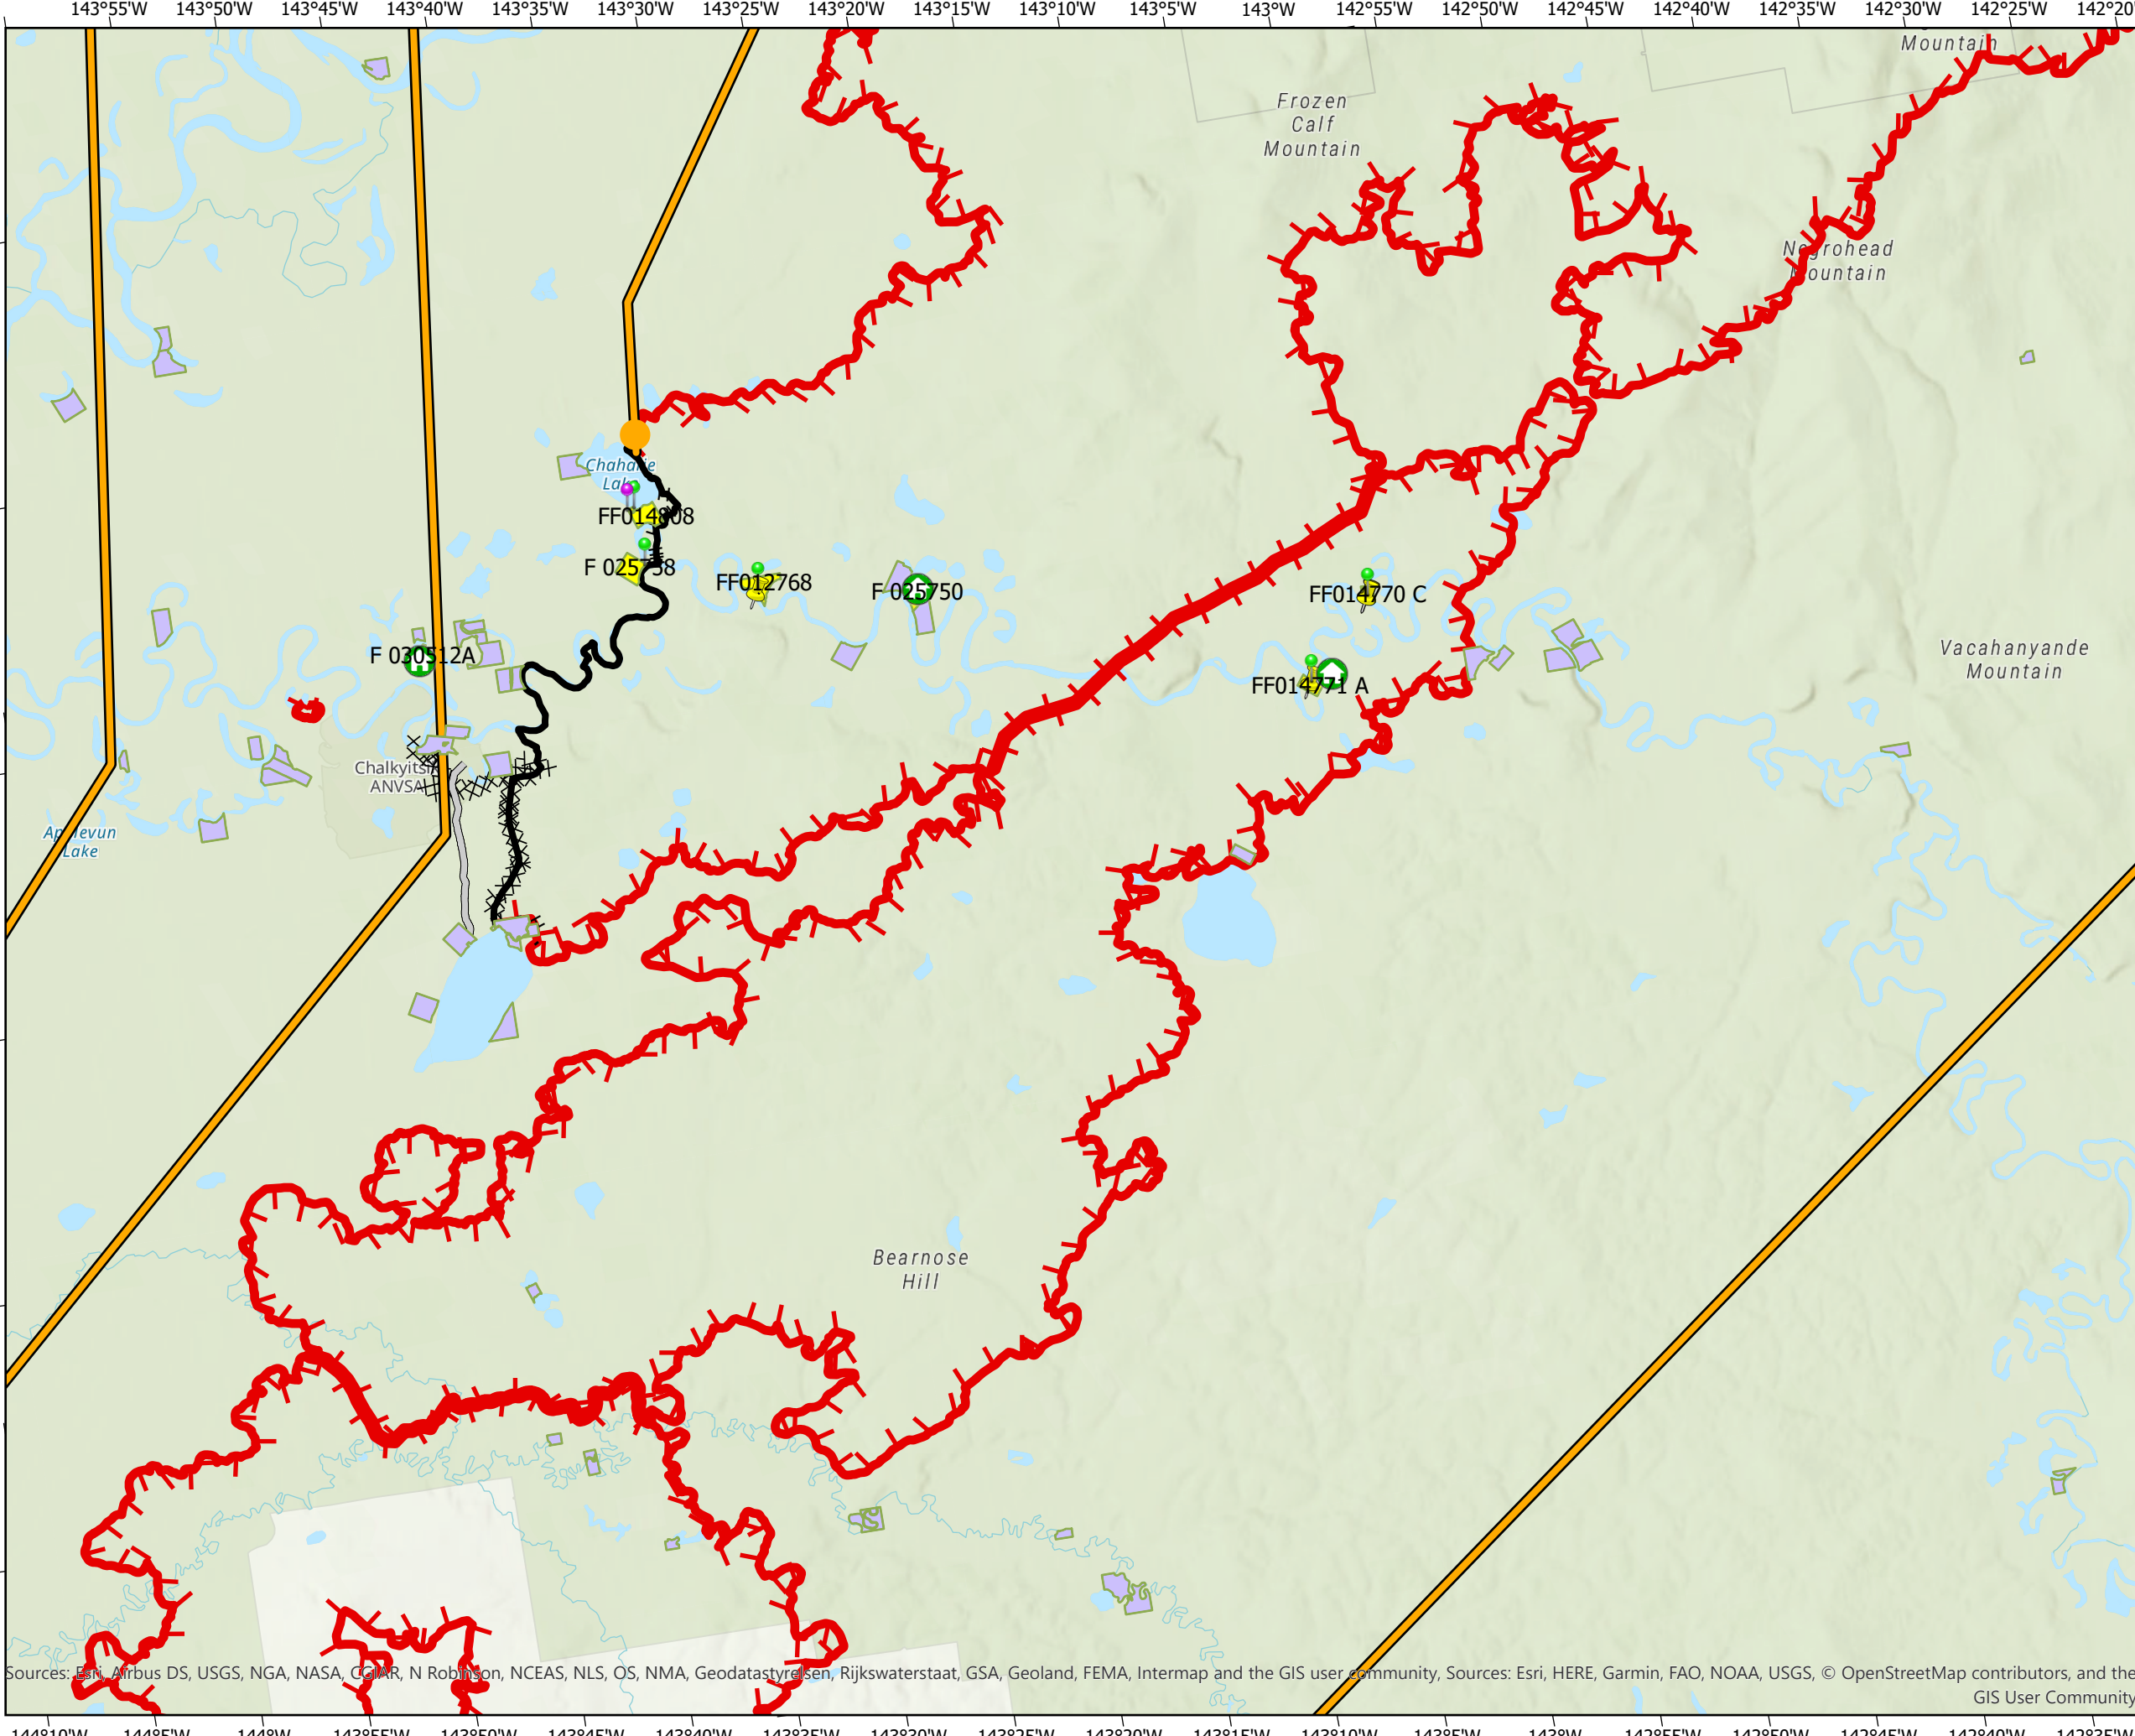 143°55'W 143°50'W 143°45'W 143°40'W 143°35'W 143°30'W 143°25'W 143°20'W 143°15'W 143°10'W 143°5'W 143°W 142°55'W 142°50'W 142°45'W 142°40'W 142°35'W 142°30'W 142°25'W
Mountain
Frozen
Calf
Mountain
Negrohead
Mountain
Chahalie
Lake
FF014808
F 025758
FF012768
F 025750
FF014770 C
F 030512A
FF014771 A
Vacahanyande
Mountain
Chalkyitsik
ANVSA
Applevun
Lake
Bearnose
Hill
Sources: Esri, Airbus DS, USGS, NGA, NASA, CGIAR, N Robinson, NCEAS, NLS, OS, NMA, Geodatastyrelsen, Rijkswaterstaat, GSA, Geoland, FEMA, Intermap and the GIS user community, Sources: Esri, HERE, Garmin, FAO, NOAA, USGS, © OpenStreetMap contributors, and the
GIS User Community